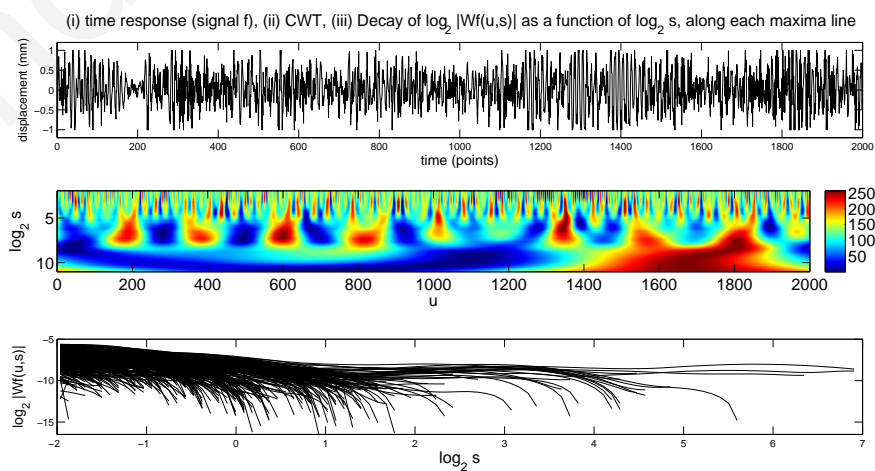 (i) time response (signal f), (ii) CWT, (iii) Decay of log2 |Wf(u,s)| as a function of log2 s, along each maxima line
displacement (mm)
1
0.5
0
−0.5
−1
0 200 400 600 800 1000 1200 1400 1600 1800 2000
time (points)
log2 s
5
10
0 200 400 600 800 1000 1200 1400 1600 1800 2000
u
250
200
150
100
50
log2 |Wf(u,s)|
−5
−10
−15
−2 −1 0 1 2 3 4 5 6 7
log2 s